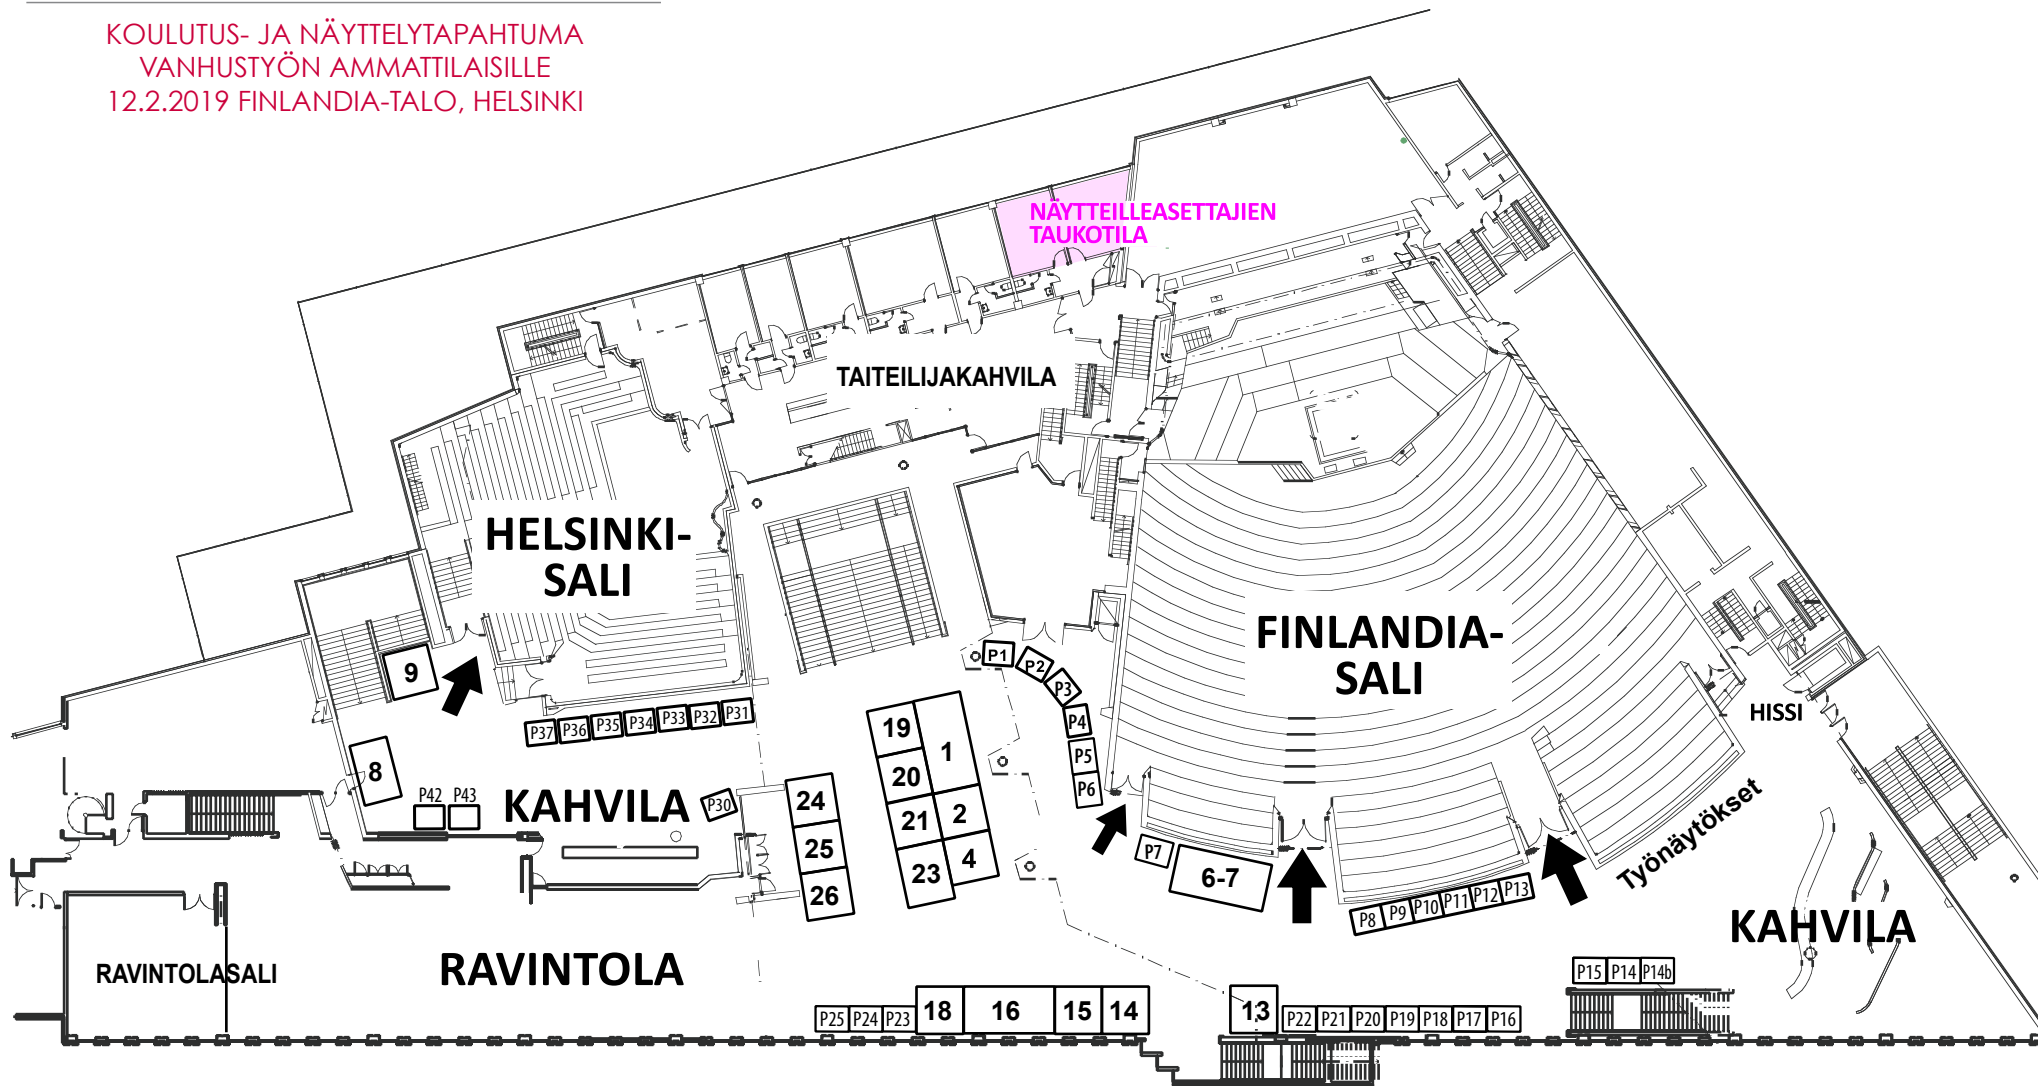 KOULUTUS- JA NÄYTTELYTAPAHTUMA
VANHUSTYÖN AMMATTILAISILLE
12.2.2019 FINLANDIA-TALO, HELSINKI
NÄYTTEILLEASETTAJIEN
TAUKOTILA
TAITEILIJAKAHVILA
HELSINKI-
SALI
FINLANDIA-
SALI
9
P1
P2
P3
P4
P5
P6
P37
P36
P35
P34
P33
P32
P31
HISSI
8
P42
P43
KAHVILA
P30
19
1
20
21
2
23
4
24
25
26
P7
6-7
P8
P9
P10
P11
P12
P13
Työnäytökset
KAHVILA
RAVINTOLASALI
RAVINTOLA
P15
P14
P14b
P25
P24
P23
18
16
15
14
13
P22
P21
P20
P19
P18
P17
P16